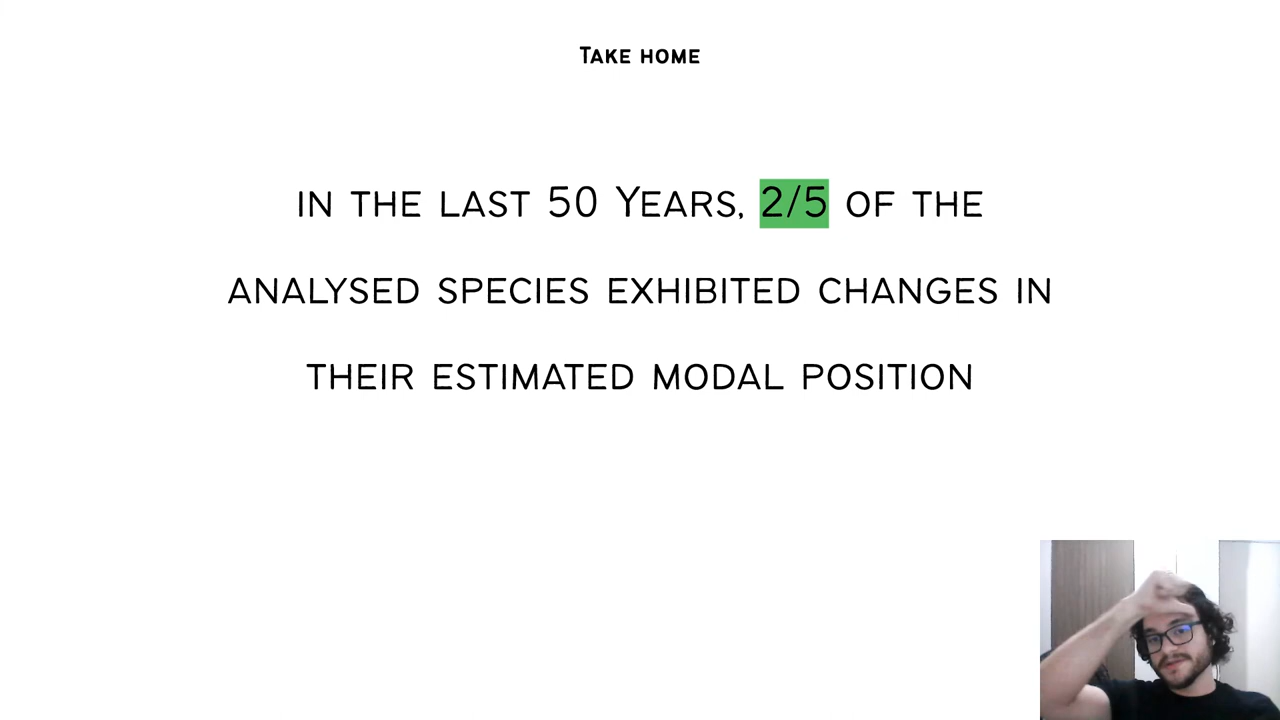 Take home
in the last 50 Years, 2/5 of the
analysed species exhibited changes in
their estimated modal position